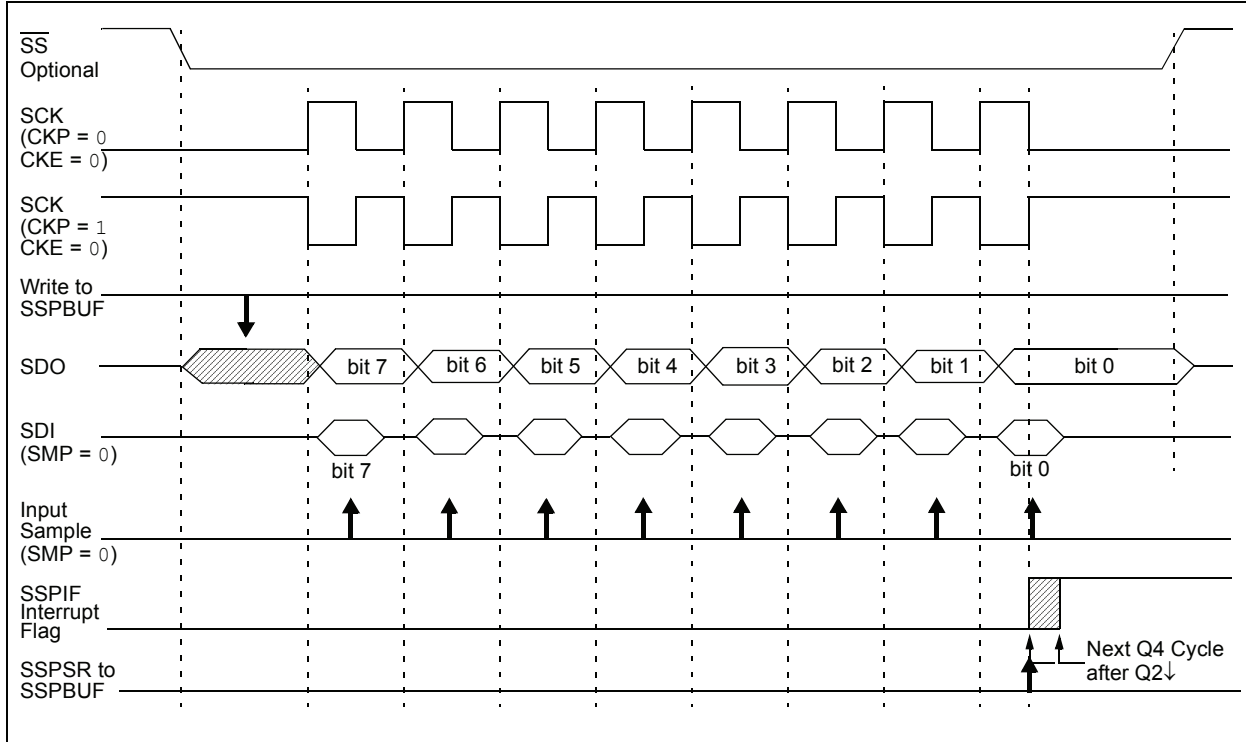 SS
Optional
SCK
(CKP = 0
CKE = 0)
SCK
(CKP = 1
CKE = 0)
Write to
SSPBUF
SDO
bit 7 bit 6 bit 5 bit 4 bit 3 bit 2 bit 1 bit 0
SDI
(SMP = 0)
bit 7 bit 0
Input
Sample
(SMP = 0)
SSPIF
Interrupt
Flag
Next Q4 Cycle
after Q2↓
SSPSR to
SSPBUF